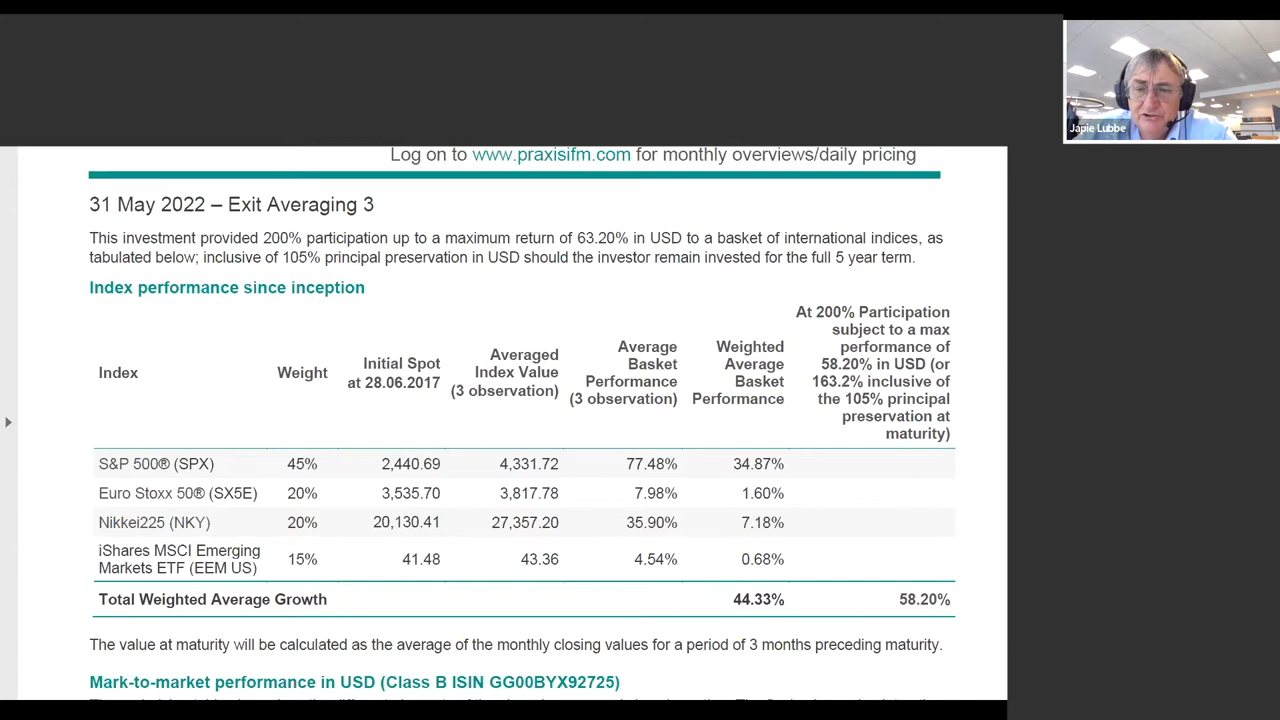 Japie Lubbe
Log on to www.praxisifm.com for monthly overviews/daily pricing
31 May 2022 – Exit Averaging 3
This investment provided 200% participation up to a maximum return of 63.20% in USD to a basket of international indices, as
tabulated below; inclusive of 105% principal preservation in USD should the investor remain invested for the full 5 year term.
Index performance since inception
Index
Weight
Initial Spot
at 28.06.2017
Averaged
Index Value
(3 observation)
Average
Basket
Performance
(3 observation)
Weighted
Average
Basket
Performance
At 200% Participation
subject to a max
performance of
58.20% in USD (or
163.2% inclusive of
the 105% principal
preservation at
maturity)
S&P 500® (SPX) 45% 2,440.69 4,331.72 77.48% 34.87%
Euro Stoxx 50® (SX5E) 20% 3,535.70 3,817.78 7.98% 1.60%
Nikkei225 (NKY) 20% 20,130.41 27,357.20 35.90% 7.18%
iShares MSCI Emerging
Markets ETF (EEM US) 15% 41.48 43.36 4.54% 0.68%
Total Weighted Average Growth 44.33% 58.20%
The value at maturity will be calculated as the average of the monthly closing values for a period of 3 months preceding maturity.
Mark-to-market performance in USD (Class B ISIN GG00BYX92725)